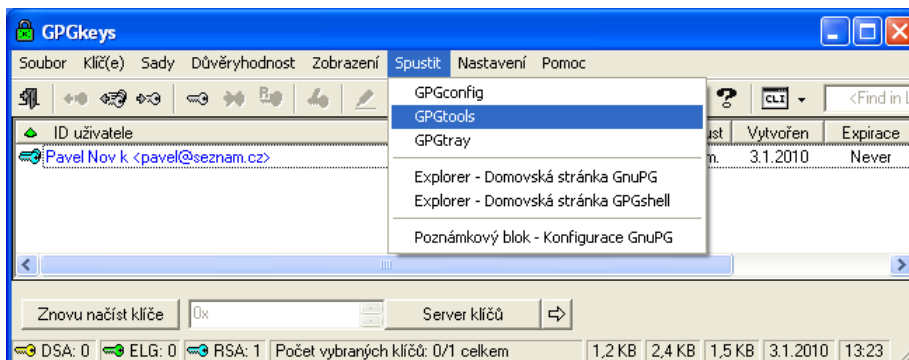 GPGkeys
Soubor Klíč(e) Sady Důvěryhodnost Zobrazení Spustit Nastavení Pomoc
CLI <Find in L
GPGconfig
GPGtools
GPGtray
Explorer - Domovská stránka GnuPG
Explorer - Domovská stránka GPGshell
Poznámkový blok - Konfigurace GnuPG
ID uživatele ust Vytvořen Expirace
Pavel Nov k <pavel@seznam.cz> m. 3.1.2010 Never
Znovu načíst klíče 0x Server klíčů
DSA: 0 ELG: 0 RSA: 1 Počet vybraných klíčů: 0/1 celkem 1,2 KB 2,4 KB 1,5 KB 3.1.2010 13:23